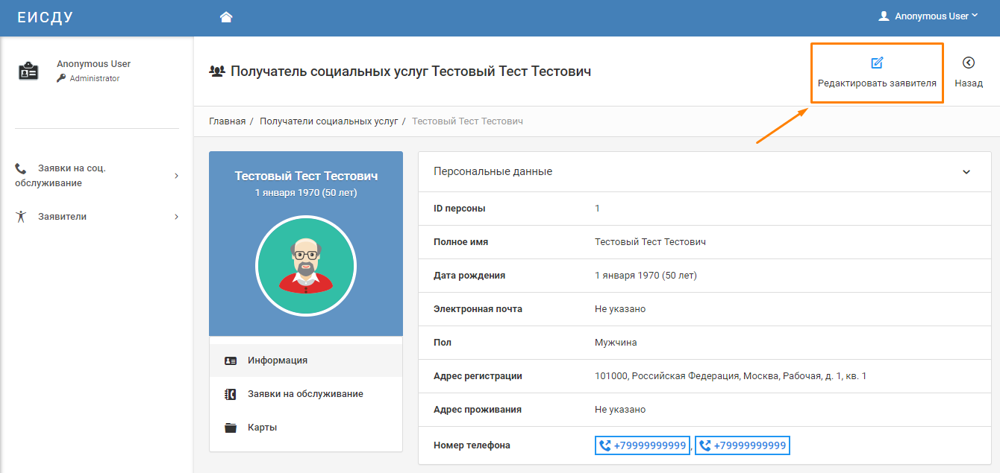 ЕИСДУ
Anonymous User
Anonymous User
Administrator
Получатель социальных услуг Тестовый Тест Тестович
Редактировать заявителя
Назад
Главная / Получатели социальных услуг / Тестовый Тест Тестович
Заявки на соц.
обслуживание
Заявители
Тестовый Тест Тестович
1 января 1970 (50 лет)
Информация
Заявки на обслуживание
Карты
Персональные данные
ID персоны 1
Полное имя Тестовый Тест Тестович
Дата рождения 1 января 1970 (50 лет)
Электронная почта Не указано
Пол Мужчина
Адрес регистрации 101000, Российская Федерация, Москва, Рабочая, д. 1, кв. 1
Адрес проживания Не указано
Номер телефона +79999999999, +79999999999